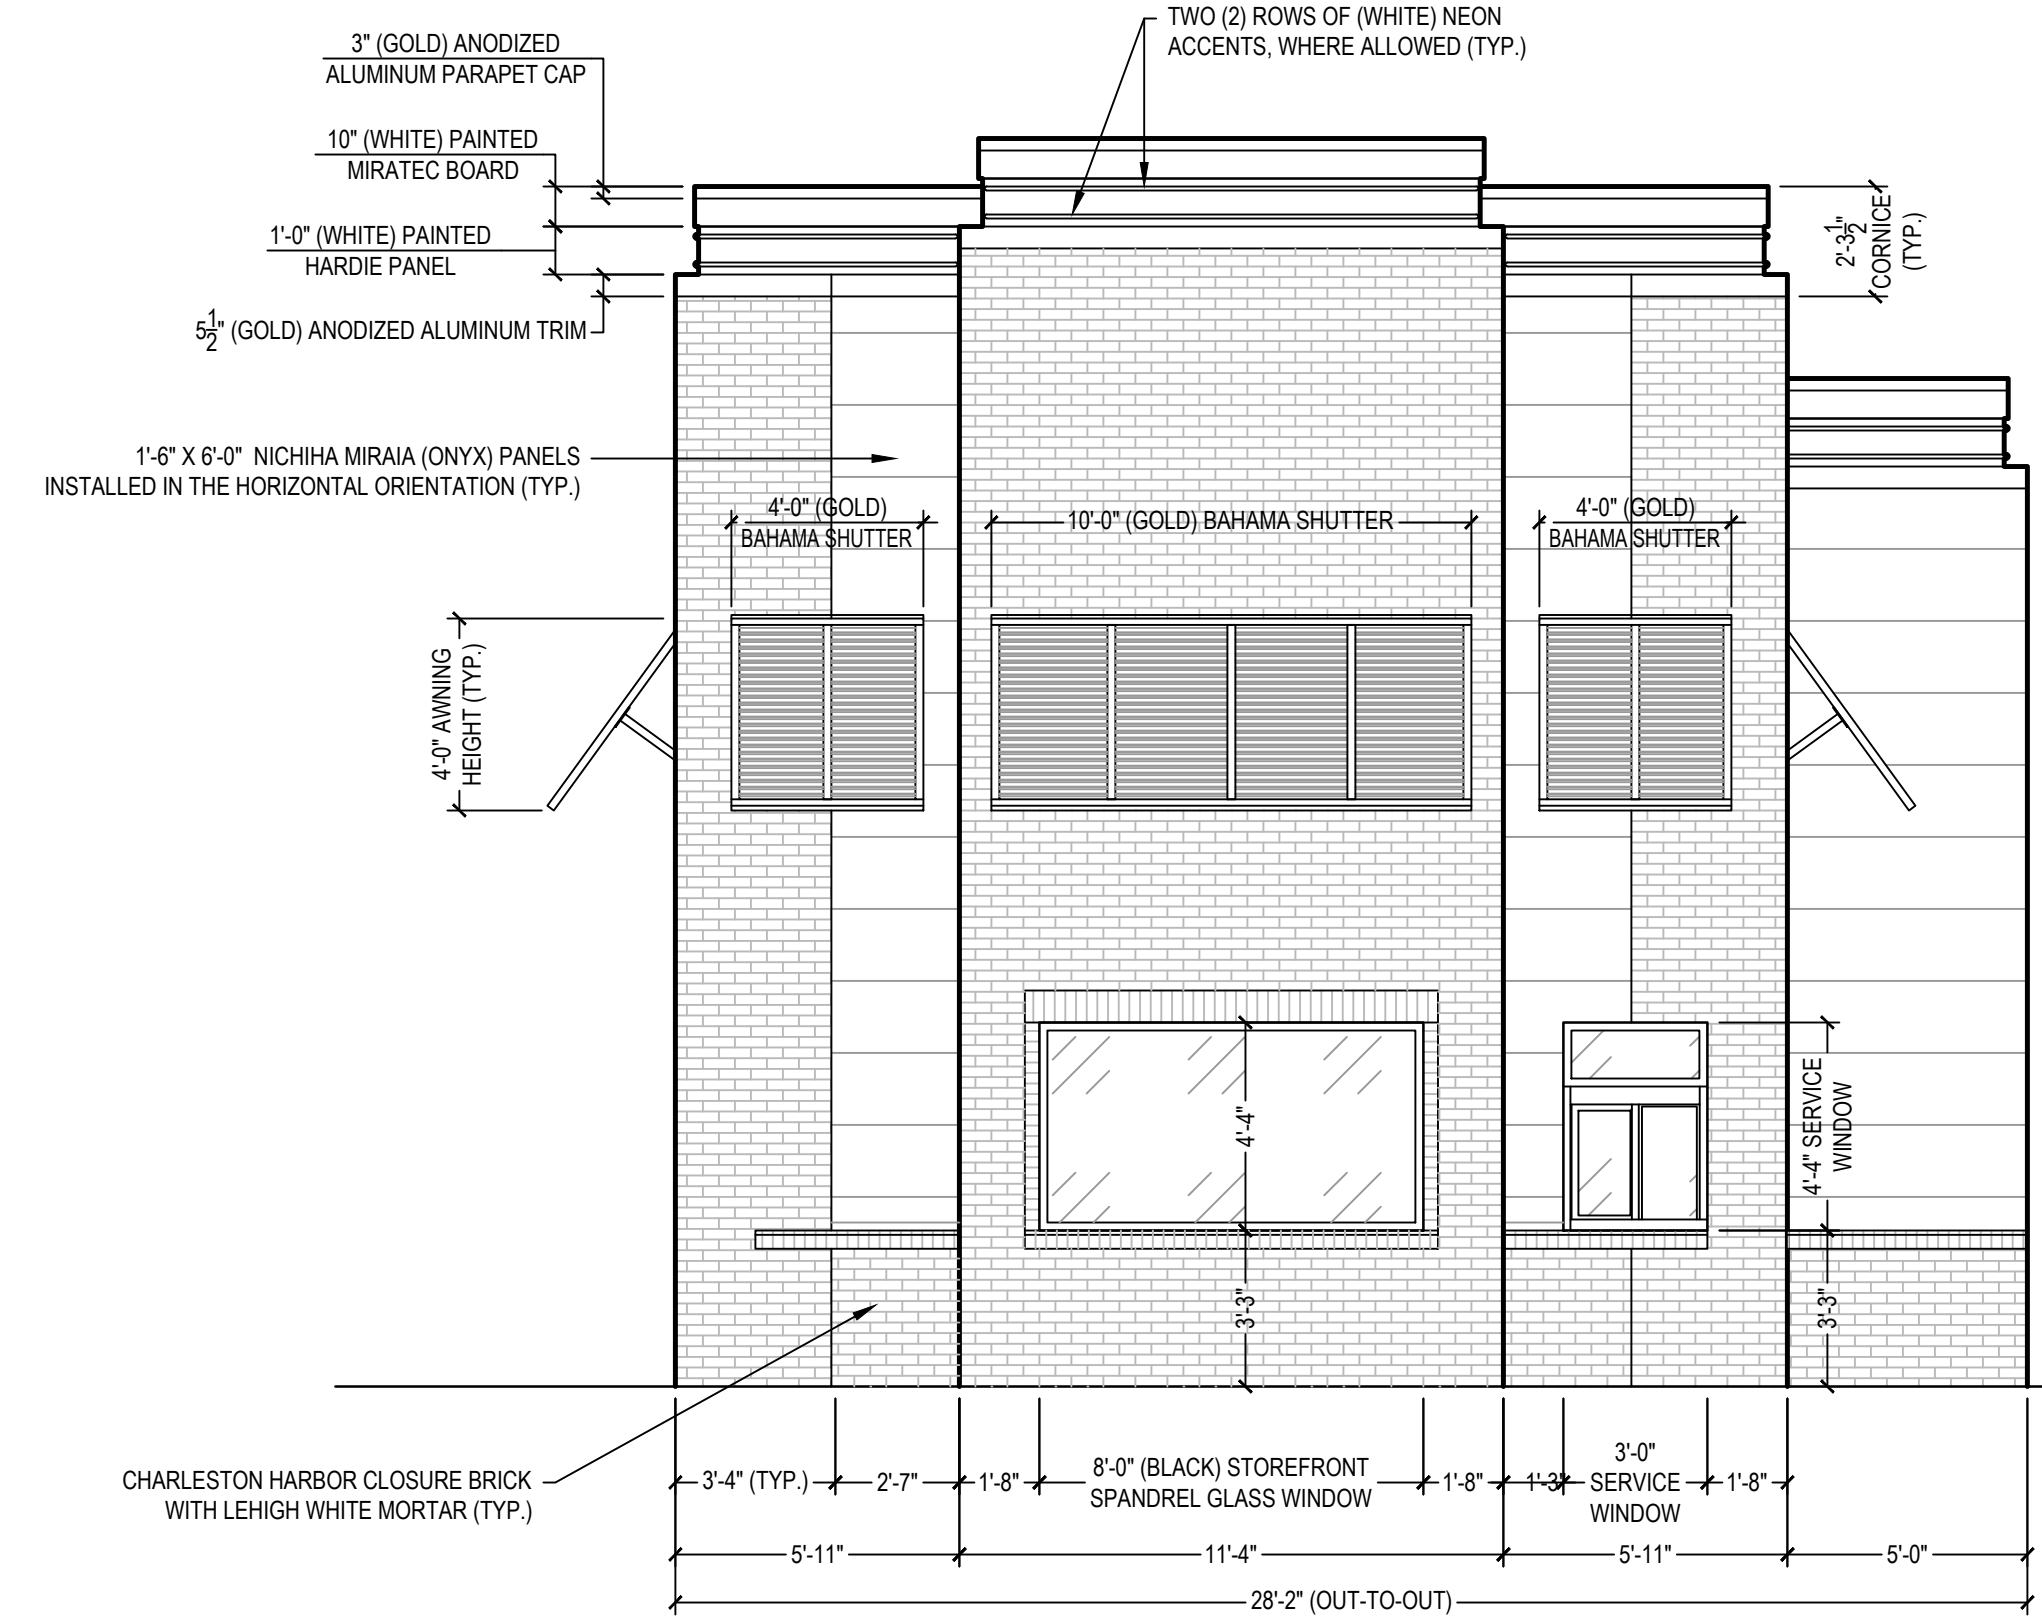 TWO (2) ROWS OF (WHITE) NEON
ACCENTS, WHERE ALLOWED (TYP.)
3" (GOLD) ANODIZED
ALUMINUM PARAPET CAP
10" (WHITE) PAINTED
MIRATEC BOARD
1'-0" (WHITE) PAINTED
HARDIE PANEL
5 1/2" (GOLD) ANODIZED ALUMINUM TRIM
2'-3 1/2"
CORNICE
(TYP.)
1'-6" X 6'-0" NICHIHA MIRAIA (ONYX) PANELS
INSTALLED IN THE HORIZONTAL ORIENTATION (TYP.)
4'-0" (GOLD)
BAHAMA SHUTTER
10'-0" (GOLD) BAHAMA SHUTTER
4'-0" (GOLD)
BAHAMA SHUTTER
4'-0" AWNING
HEIGHT (TYP.)
4'-4"
4'-4" SERVICE
WINDOW
3'-3"
3'-3"
CHARLESTON HARBOR CLOSURE BRICK
WITH LEHIGH WHITE MORTAR (TYP.)
3'-4" (TYP.)
2'-7"
1'-8"
8'-0" (BLACK) STOREFRONT
SPANDREL GLASS WINDOW
1'-8"
1'-3"
3'-0"
SERVICE
WINDOW
1'-8"
5'-11"
11'-4"
5'-11"
5'-0"
28'-2" (OUT-TO-OUT)